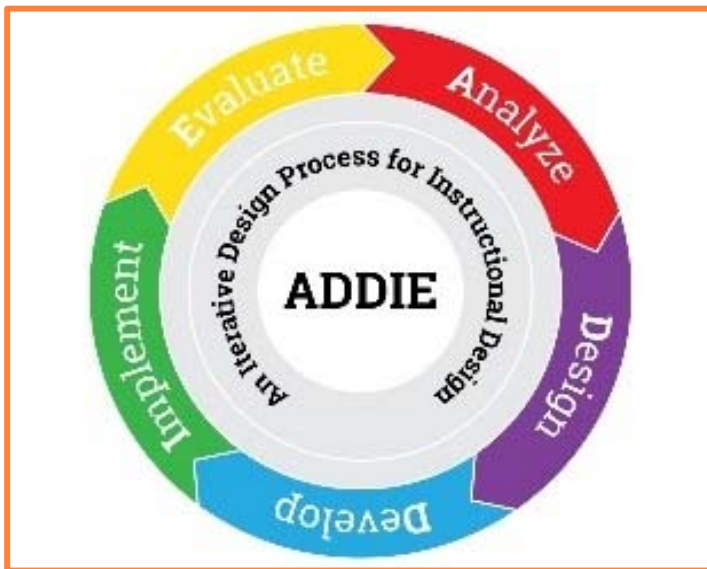 Analyze
Design
Develop
Implement
Evaluate
An Iterative Design Process for Instructional Design
ADDIE